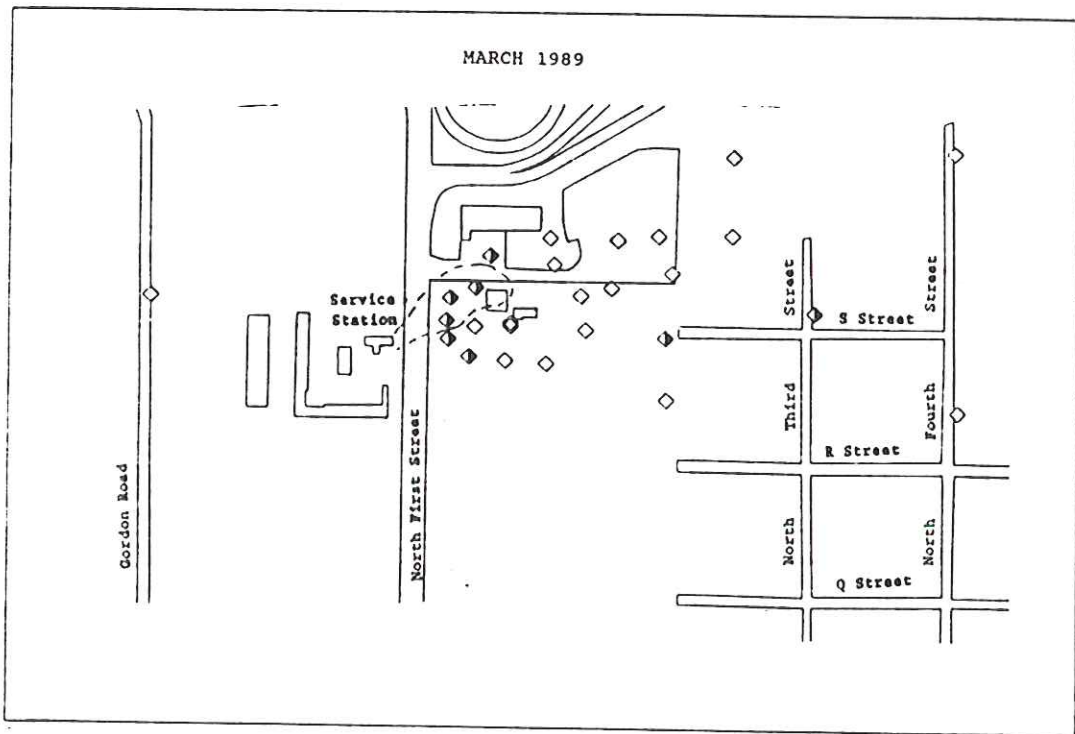 MARCH 1989
Service
Station
Street
Street
S Street
Third
Fourth
R Street
Gordon Road
North First Street
North
North
Q Street